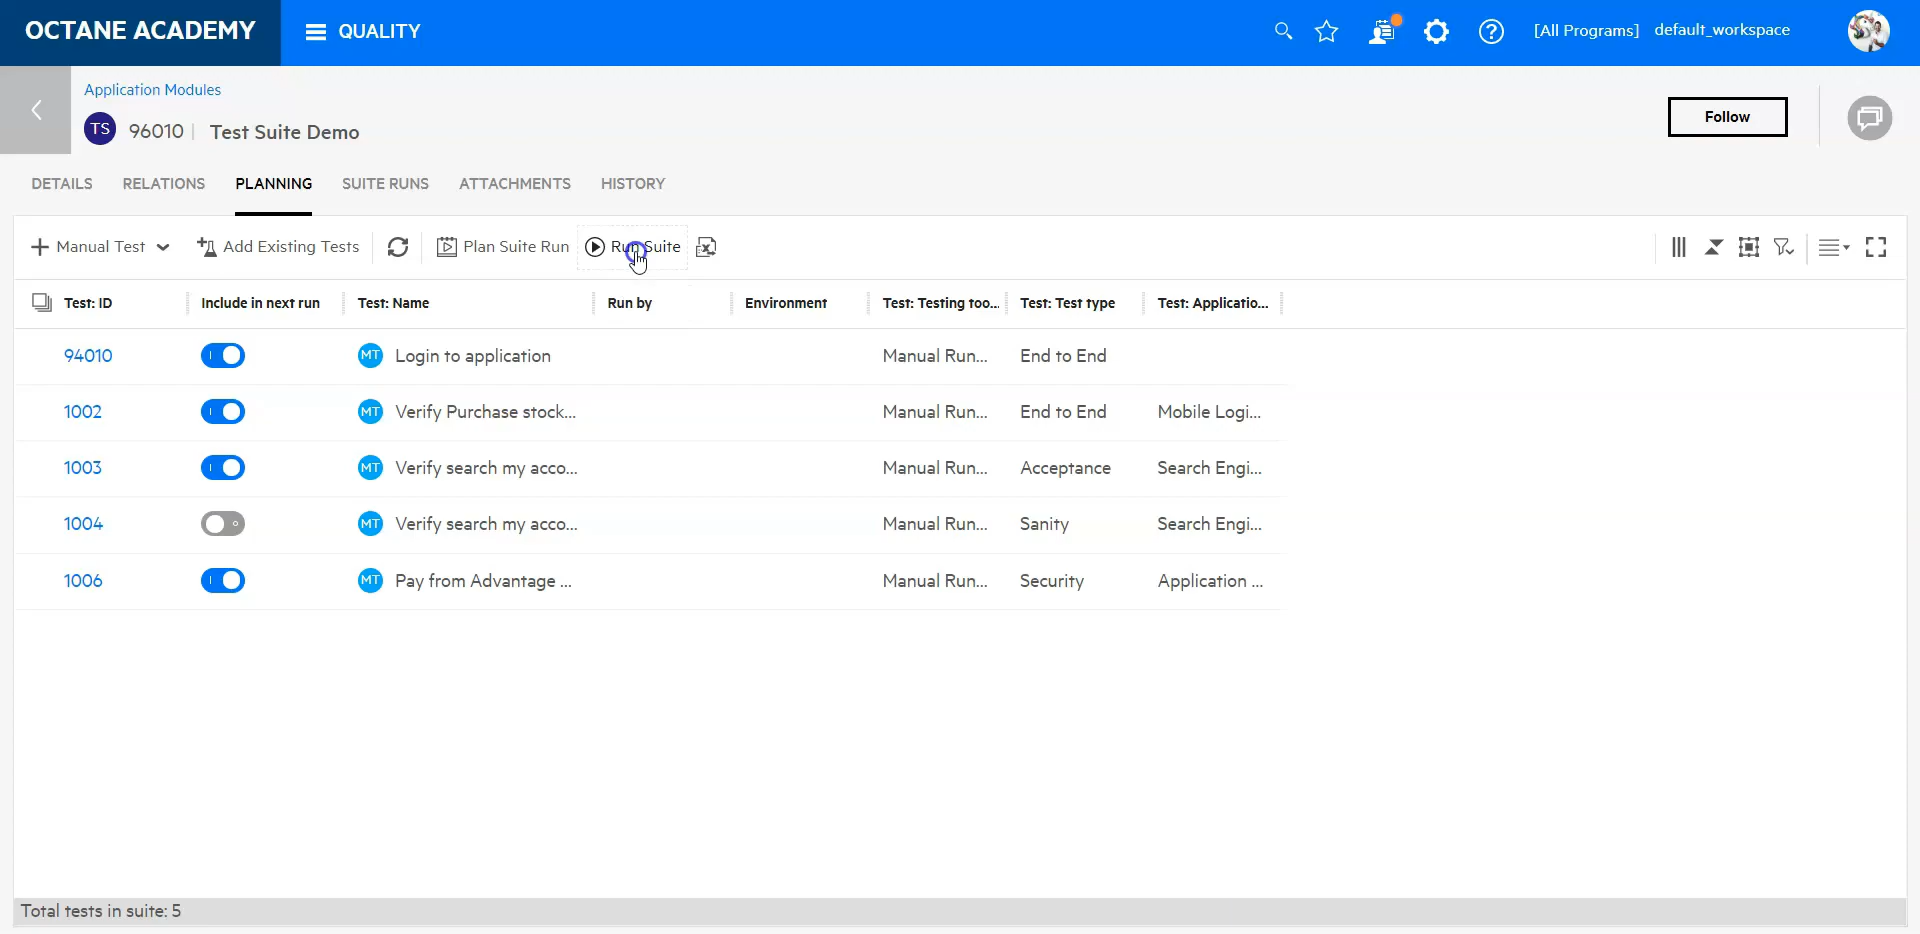 OCTANE ACADEMY QUALITY [All Programs] default_workspace
Application Modules
TS 96010 Test Suite Demo Follow
DETAILS RELATIONS PLANNING SUITE RUNS ATTACHMENTS HISTORY
Manual Test Add Existing Tests Plan Suite Run Run Suite
Test: ID Include in next run Test: Name Run by Environment Test: Testing too... Test: Test type Test: Applicatio...
94010 MT Login to application Manual Run... End to End
1002 MT Verify Purchase stock... Manual Run... End to End Mobile Logi...
1003 MT Verify search my acco... Manual Run... Acceptance Search Engi...
1004 MT Verify search my acco... Manual Run... Sanity Search Engi...
1006 MT Pay from Advantage ... Manual Run... Security Application ...
Total tests in suite: 5